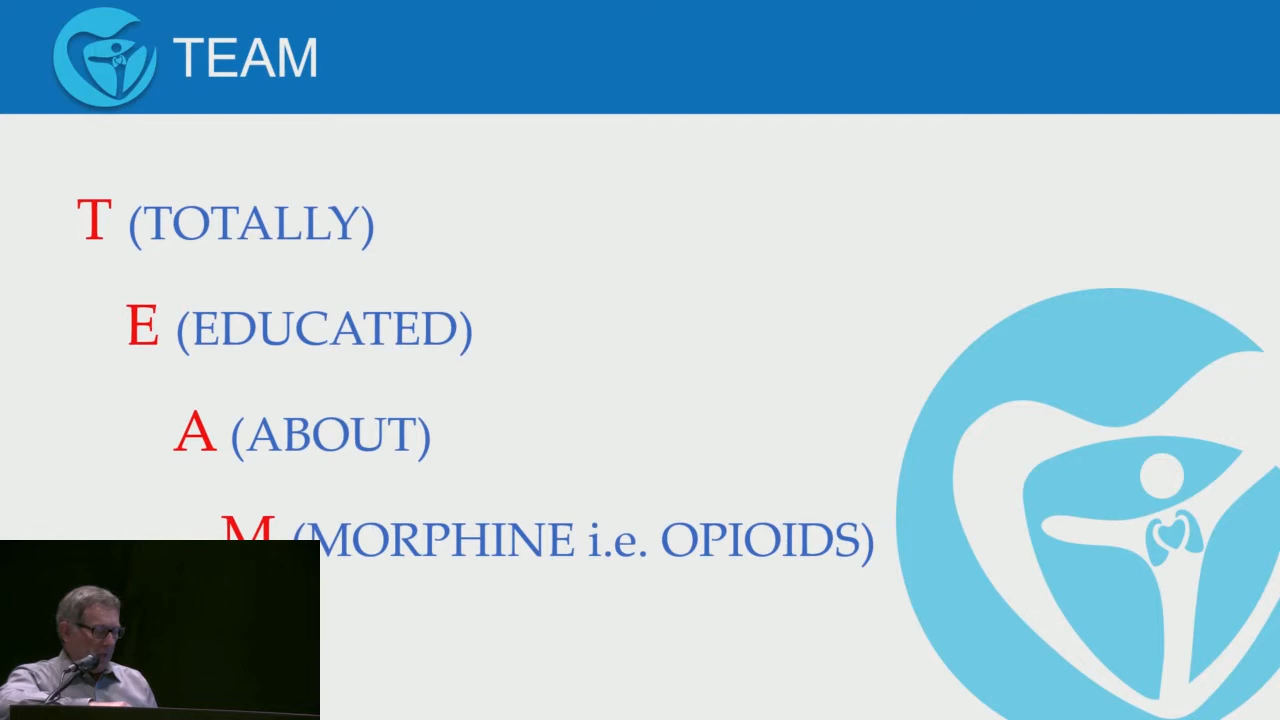 TEAM
T (TOTALLY)
E (EDUCATED)
A (ABOUT)
M (MORPHINE i.e. OPIOIDS)